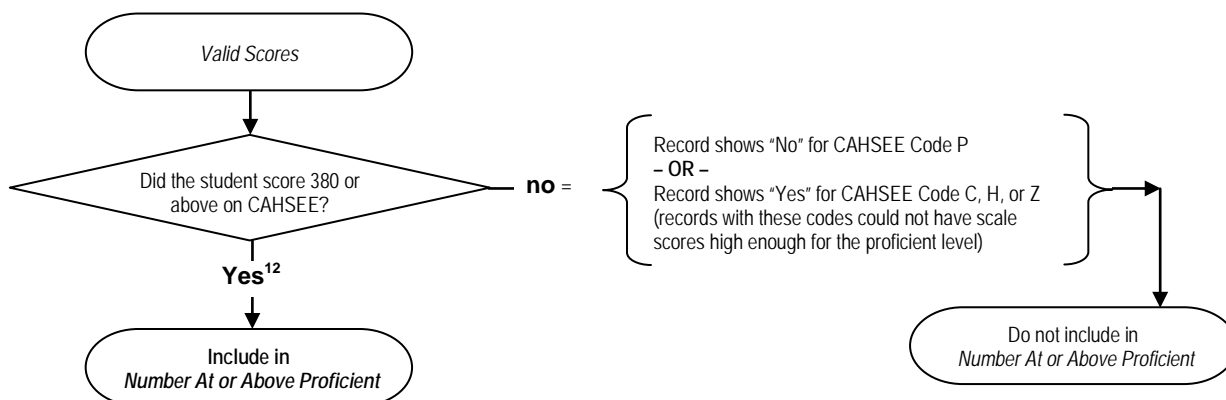 Valid Scores
Did the student score 380 or
above on CAHSEE?
no =
Record shows "No" for CAHSEE Code P
– OR –
Record shows "Yes" for CAHSEE Code C, H, or Z
(records with these codes could not have scale
scores high enough for the proficient level)
Yes12
Include in
Number At or Above Proficient
Do not include in
Number At or Above Proficient